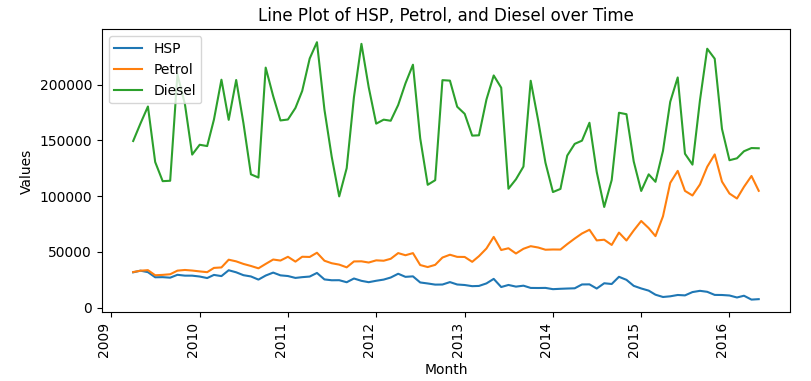 Line Plot of HSP, Petrol, and Diesel over Time
HSP
Petrol
Diesel
Values
200000
150000
100000
50000
0
2009
2010
2011
2012
2013
2014
2015
2016
Month